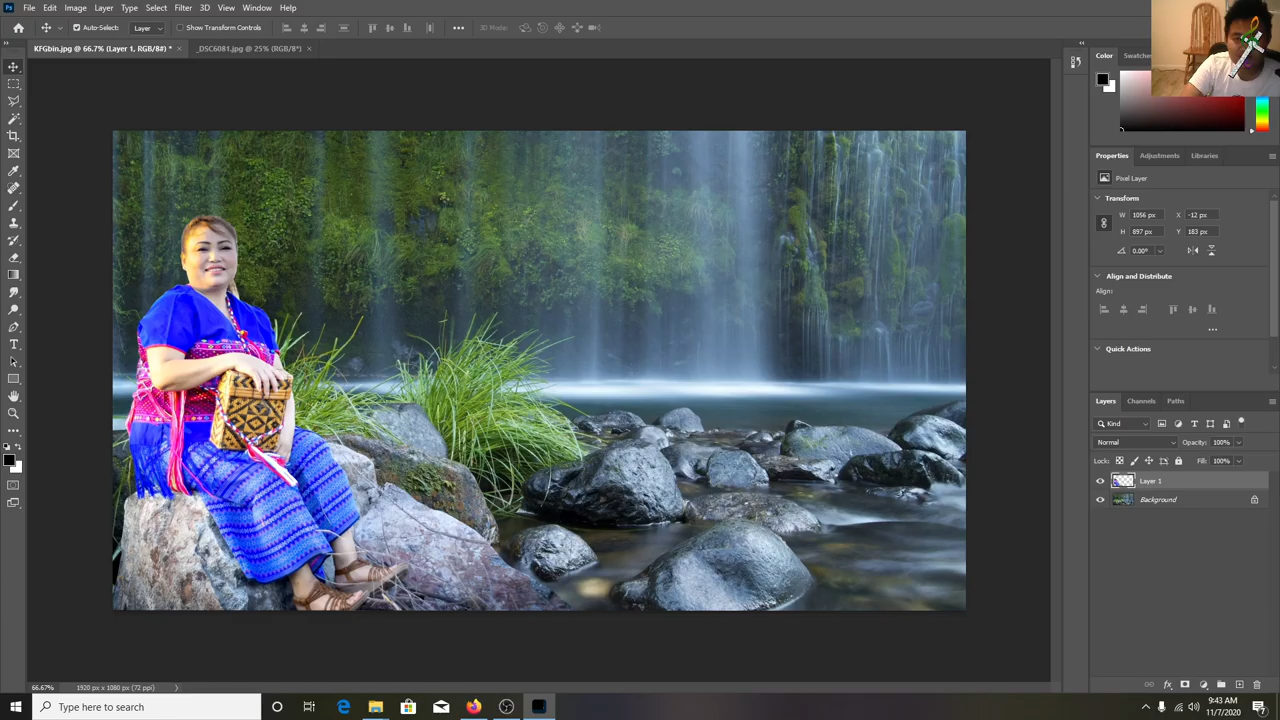 Ps File Edit Image Layer Type Select Filter 3D View Window Help
Auto-Select: Layer Show Transform Controls 3D Mode:
KFGbin.jpg @ 66.7% (Layer 1, RGB/8#) * × _DSC6081.jpg @ 25% (RGB/8*) ×
Color Swatches
Properties Adjustments Libraries
Pixel Layer
Transform
W 1056 px X -12 px
H 897 px Y 183 px
0.00°
Align and Distribute
Align:
Quick Actions
Layers Channels Paths
Kind
Normal Opacity: 100%
Lock: Fill: 100%
Layer 1
Background
66.67% 1920 px x 1080 px (72 ppi)
Type here to search
9:43 AM
11/7/2020
7